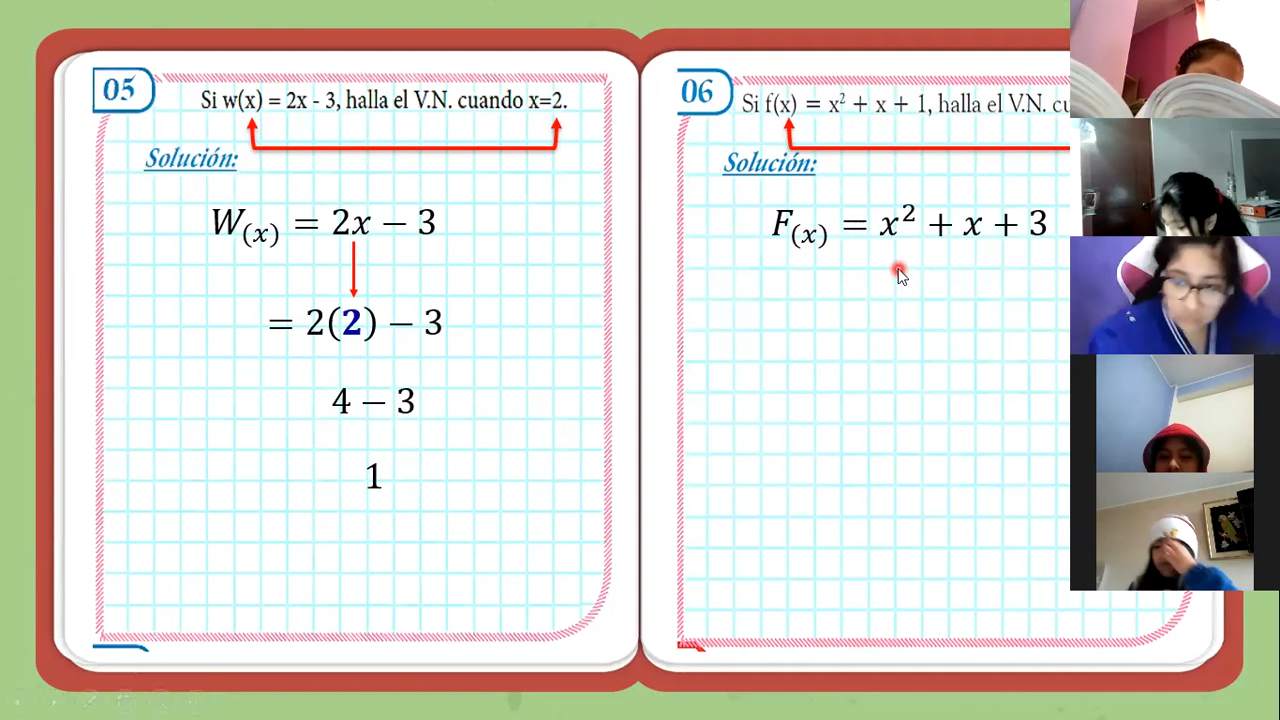 05
Si w(x) = 2x - 3, halla el V.N. cuando x=2.
Solución:
W(x) = 2x − 3
= 2(2) − 3
4 − 3
1
06
Si f(x) = x² + x + 1, halla el V.N.
Solución:
F(x) = x² + x + 3